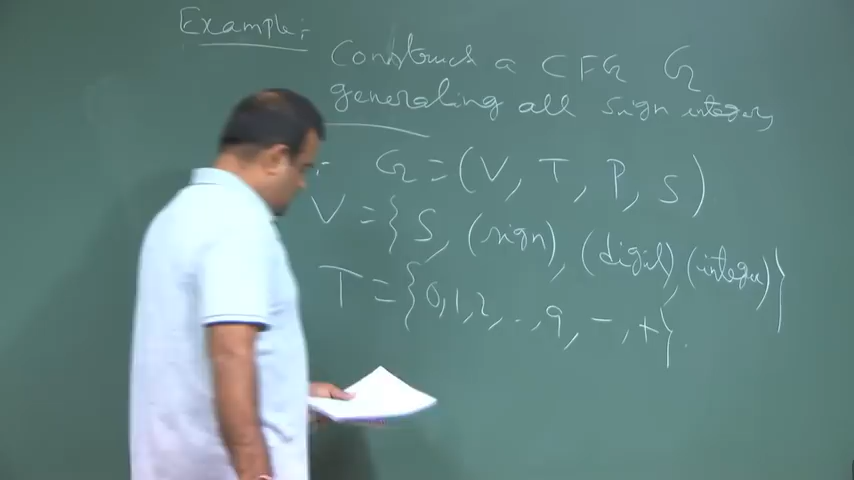 Example:
Construct a CFG G
generating all sign integers
:- G = (V, T, P, S)
V = { S, (sign), (digit), (integer) }
T = { 0, 1, 2, .., 9, -, + }.